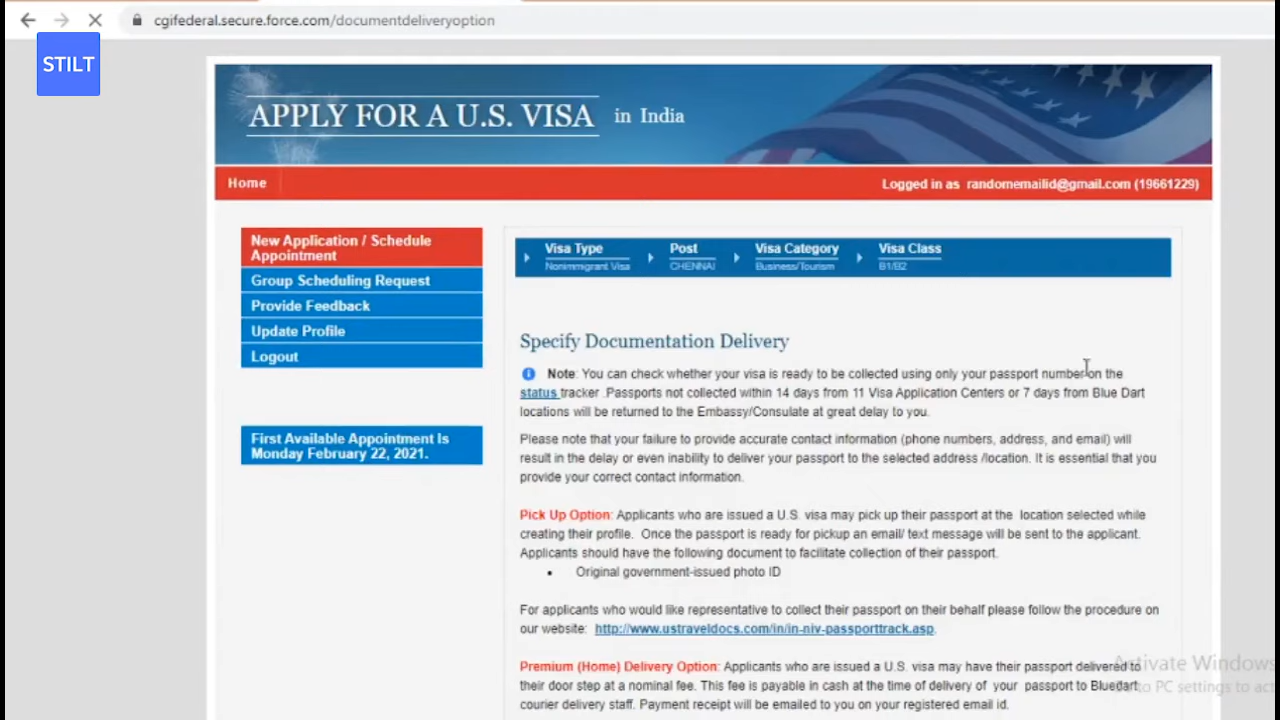 cgifederal.secure.force.com/documentdeliveryoption
STILT
APPLY FOR A U.S. VISA in India
Home
Logged in as randomemailid@gmail.com (19661229)
New Application / Schedule
Appointment
Group Scheduling Request
Provide Feedback
Update Profile
Logout
First Available Appointment Is
Monday February 22, 2021.
Visa Type Post Visa Category Visa Class
Nonimmigrant Visa CHENNAI Business/Tourism B1/B2
Specify Documentation Delivery
Note: You can check whether your visa is ready to be collected using only your passport number on the
status tracker .Passports not collected within 14 days from 11 Visa Application Centers or 7 days from Blue Dart
locations will be returned to the Embassy/Consulate at great delay to you.
Please note that your failure to provide accurate contact information (phone numbers, address, and email) will
result in the delay or even inability to deliver your passport to the selected address /location. It is essential that you
provide your correct contact information.
Pick Up Option: Applicants who are issued a U.S. visa may pick up their passport at the location selected while
creating their profile. Once the passport is ready for pickup an email/ text message will be sent to the applicant.
Applicants should have the following document to facilitate collection of their passport.
• Original government-issued photo ID
For applicants who would like representative to collect their passport on their behalf please follow the procedure on
our website: http://www.ustraveldocs.com/in/in-niv-passporttrack.asp.
Premium (Home) Delivery Option: Applicants who are issued a U.S. visa may have their passport delivered to
their door step at a nominal fee. This fee is payable in cash at the time of delivery of your passport to Bluedart
courier delivery staff. Payment receipt will be emailed to you on your registered email id.
Activate Windows
to PC settings to